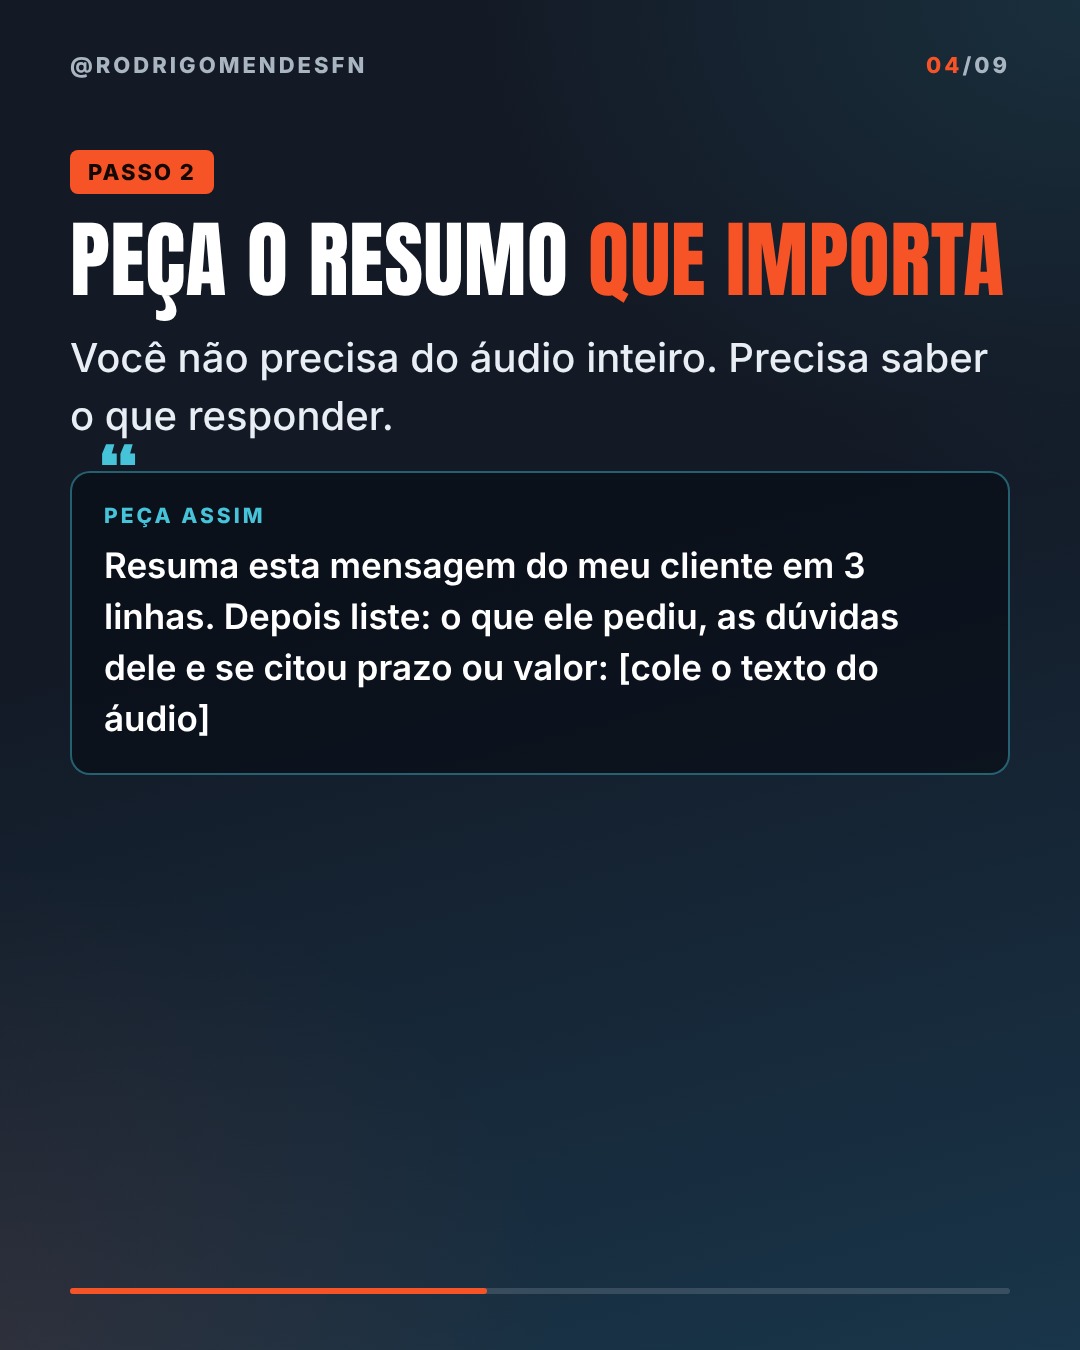 @RODRIGOMENDESFN
04/09
PASSO 2
PEÇA O RESUMO QUE IMPORTA
Você não precisa do áudio inteiro. Precisa saber
o que responder.
❝
PEÇA ASSIM
Resuma esta mensagem do meu cliente em 3
linhas. Depois liste: o que ele pediu, as dúvidas
dele e se citou prazo ou valor: [cole o texto do
áudio]